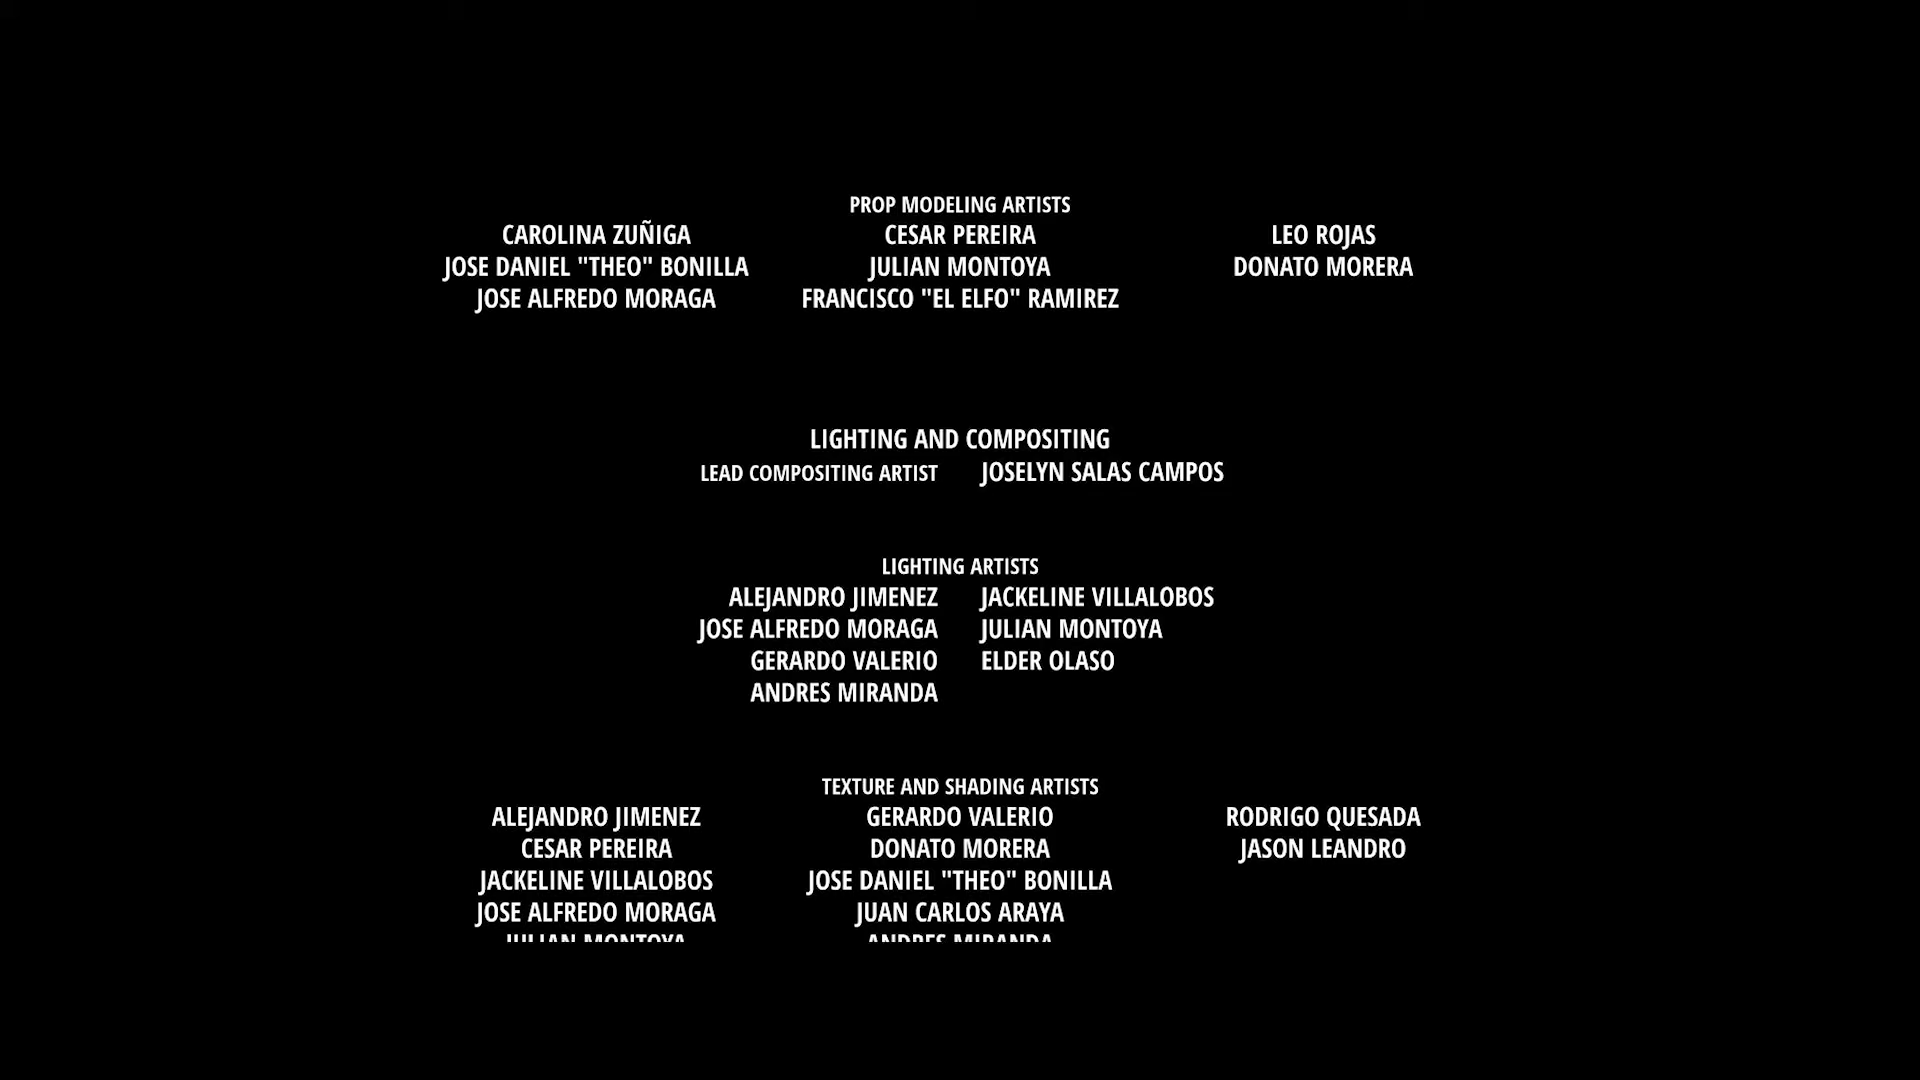 PROP MODELING ARTISTS
CAROLINA ZUÑIGA CESAR PEREIRA LEO ROJAS
JOSE DANIEL "THEO" BONILLA JULIAN MONTOYA DONATO MORERA
JOSE ALFREDO MORAGA FRANCISCO "EL ELFO" RAMIREZ
LIGHTING AND COMPOSITING
LEAD COMPOSITING ARTIST JOSELYN SALAS CAMPOS
LIGHTING ARTISTS
ALEJANDRO JIMENEZ JACKELINE VILLALOBOS
JOSE ALFREDO MORAGA JULIAN MONTOYA
GERARDO VALERIO ELDER OLASO
ANDRES MIRANDA
TEXTURE AND SHADING ARTISTS
ALEJANDRO JIMENEZ GERARDO VALERIO RODRIGO QUESADA
CESAR PEREIRA DONATO MORERA JASON LEANDRO
JACKELINE VILLALOBOS JOSE DANIEL "THEO" BONILLA
JOSE ALFREDO MORAGA JUAN CARLOS ARAYA
JULIAN MONTOYA ANDRES MIRANDA